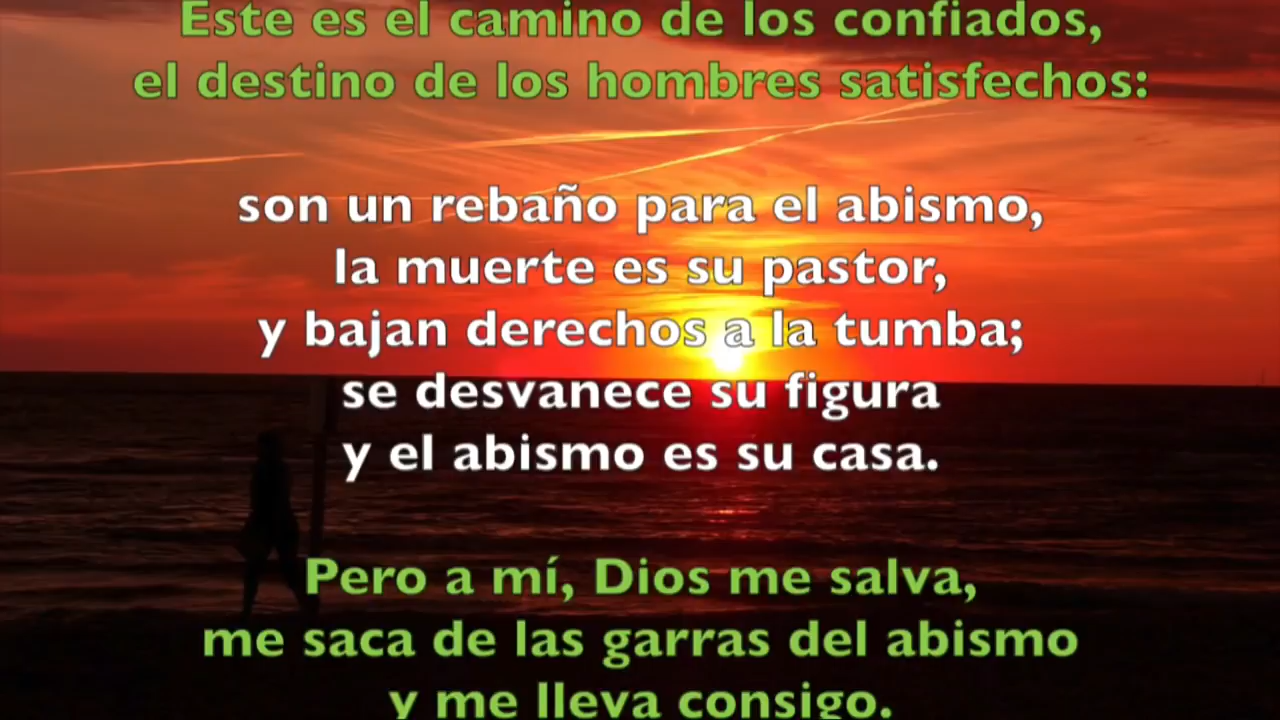 Este es el camino de los confiados,
el destino de los hombres satisfechos:
son un rebaño para el abismo,
la muerte es su pastor,
y bajan derechos a la tumba;
se desvanece su figura
y el abismo es su casa.
Pero a mí, Dios me salva,
me saca de las garras del abismo
y me lleva consigo.